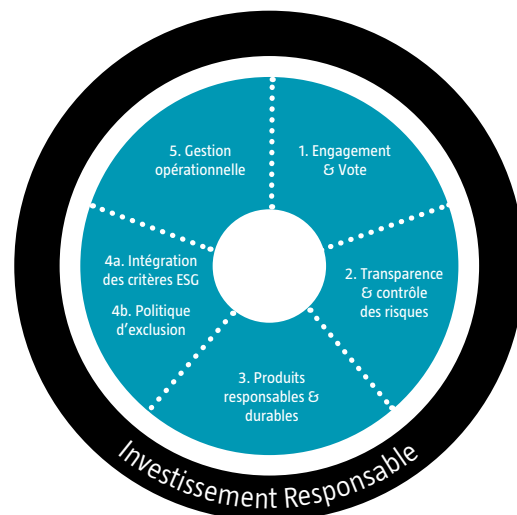 1. Engagement
& Vote
2. Transparence
& contrôle
des risques
3. Produits
responsables &
durables
4a. Intégration
des critères ESG
4b. Politique
d'exclusion
5. Gestion
opérationnelle
Investissement Responsable